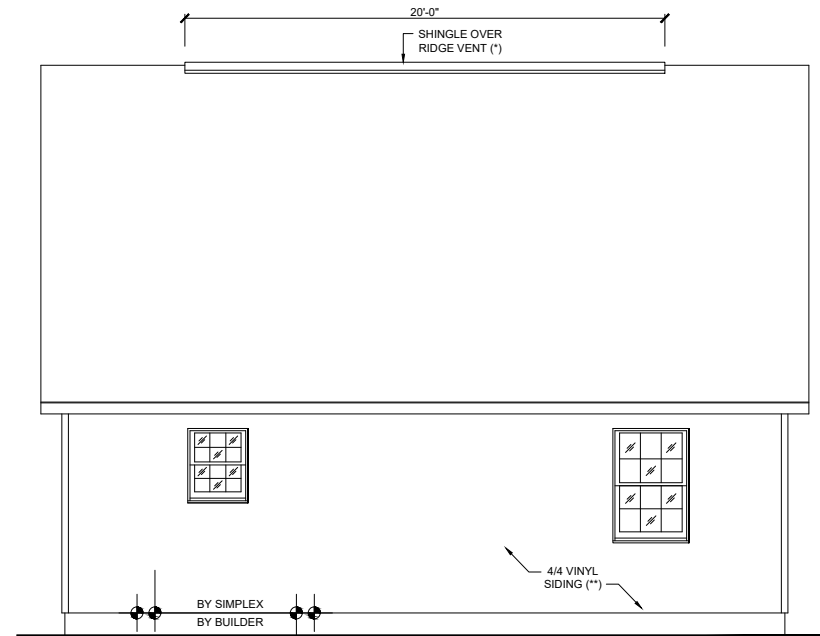 20'-0"
SHINGLE OVER
RIDGE VENT (*)
4/4 VINYL
SIDING (**)
BY SIMPLEX
BY BUILDER